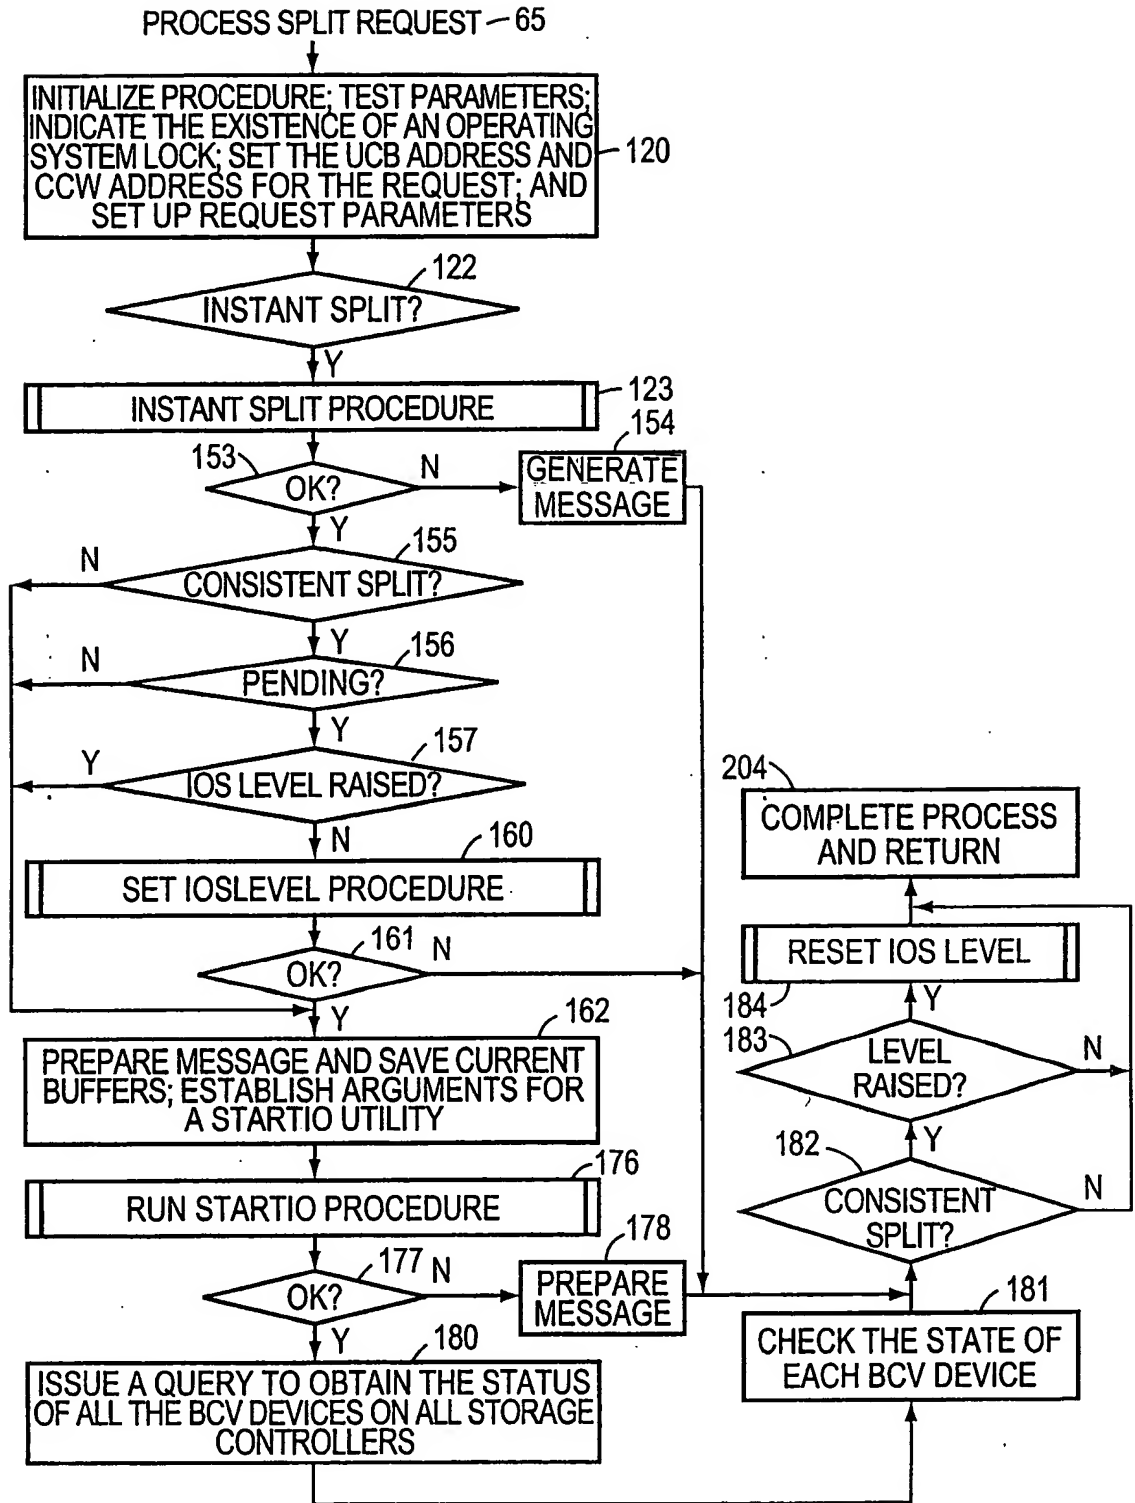 PROCESS SPLIT REQUEST 65
INITIALIZE PROCEDURE; TEST PARAMETERS;
INDICATE THE EXISTENCE OF AN OPERATING
SYSTEM LOCK; SET THE UCB ADDRESS AND
CCW ADDRESS FOR THE REQUEST; AND
SET UP REQUEST PARAMETERS
120
122
INSTANT SPLIT?
Y
123
INSTANT SPLIT PROCEDURE
153
OK?
N
154
GENERATE
MESSAGE
Y
155
N
CONSISTENT SPLIT?
Y
156
N
PENDING?
Y
157
Y
IOS LEVEL RAISED?
N
160
SET IOSLEVEL PROCEDURE
161
OK?
N
Y
162
PREPARE MESSAGE AND SAVE CURRENT
BUFFERS; ESTABLISH ARGUMENTS FOR
A STARTIO UTILITY
176
RUN STARTIO PROCEDURE
177
OK?
N
178
PREPARE
MESSAGE
Y
180
ISSUE A QUERY TO OBTAIN THE STATUS
OF ALL THE BCV DEVICES ON ALL STORAGE
CONTROLLERS
204
COMPLETE PROCESS
AND RETURN
RESET IOS LEVEL
184
Y
183
LEVEL
RAISED?
N
Y
182
CONSISTENT
SPLIT?
N
181
CHECK THE STATE OF
EACH BCV DEVICE